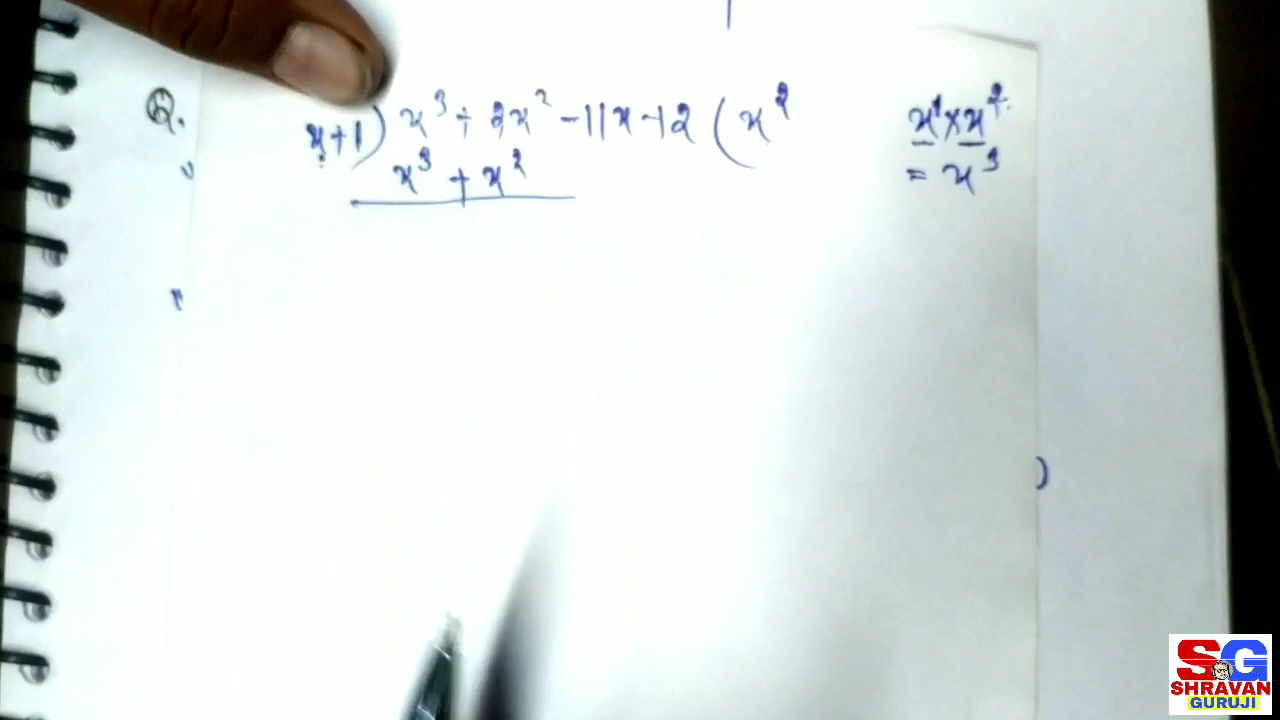 Q. x+1) x³ + 2x² -11x -12 (x²
x³ + x²
x¹ × x²
= x³
SG
SHRAVAN
GURUJI